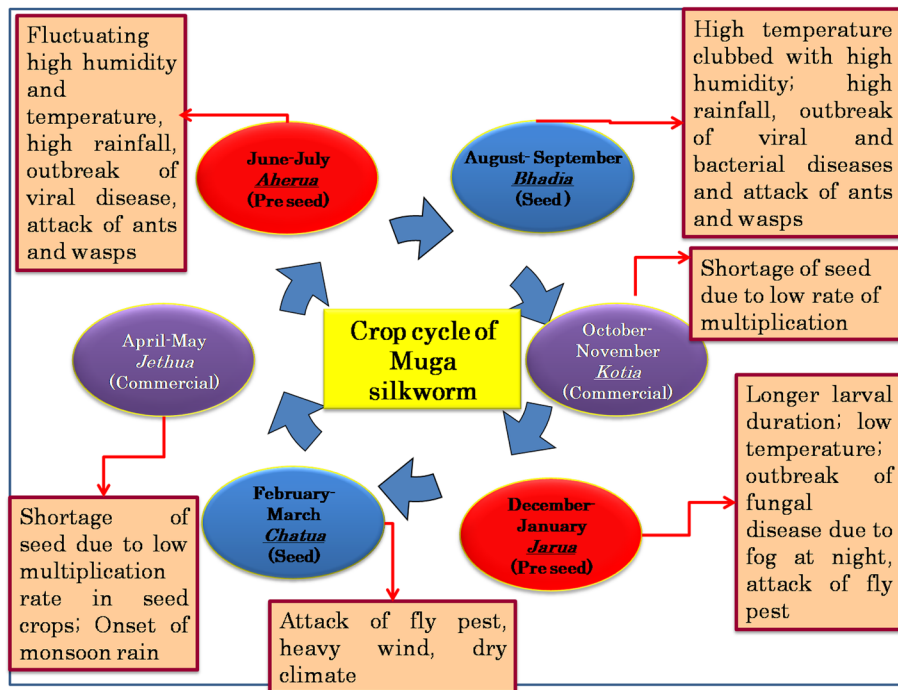 Fluctuating
high humidity
and
temperature,
high rainfall,
outbreak of
viral disease,
attack of ants
and wasps
High temperature
clubbed with high
humidity; high
rainfall, outbreak
of viral and
bacterial diseases
and attack of ants
and wasps
June-July
Aherua
(Pre seed)
August- September
Bhadia
(Seed )
Shortage of seed
due to low rate of
multiplication
April-May
Jethua
(Commercial)
Crop cycle of
Muga
silkworm
October-
November
Kotia
(Commercial)
Longer larval
duration; low
temperature;
outbreak of
fungal
disease due to
fog at night,
attack of fly
pest
February-
March
Chatua
(Seed)
December-
January
Jarua
(Pre seed)
Shortage of
seed due to low
multiplication
rate in seed
crops; Onset of
monsoon rain
Attack of fly pest,
heavy wind, dry
climate